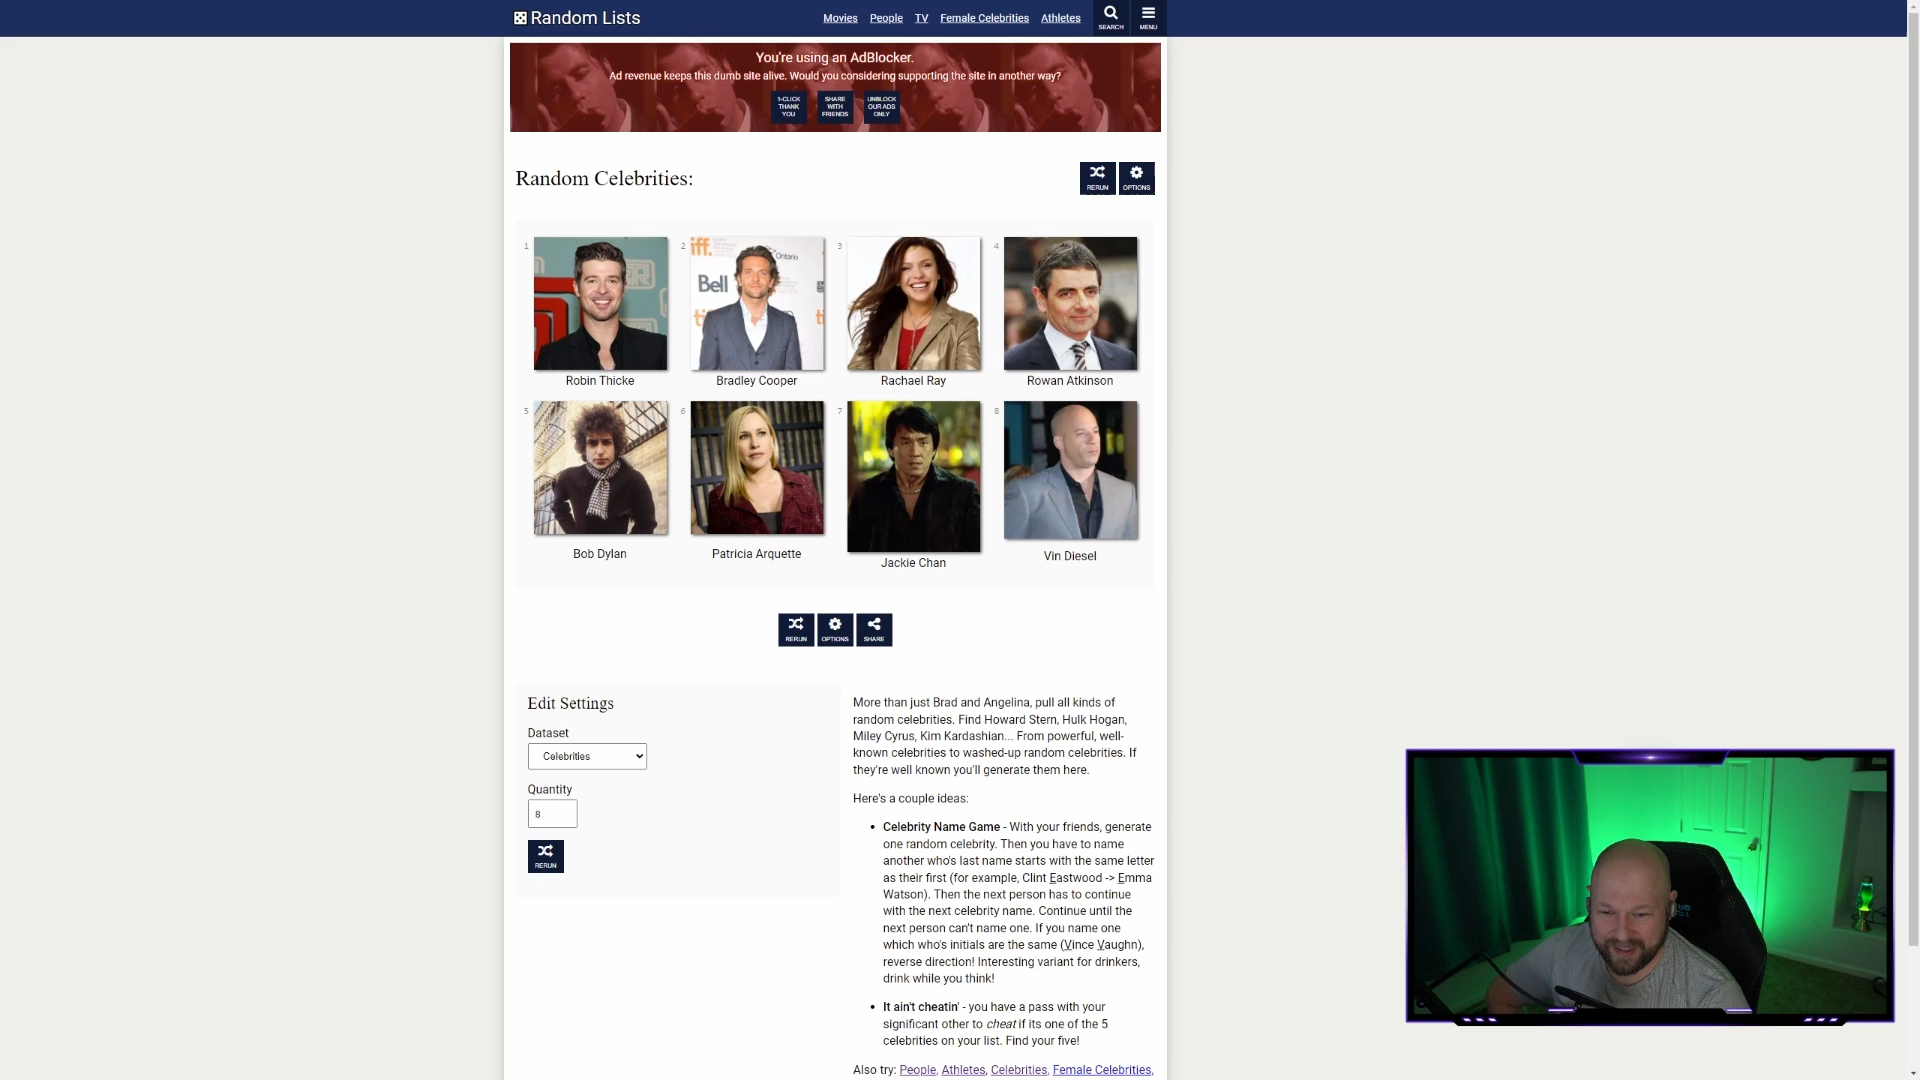 Random Lists
Movies People TV Female Celebrities Athletes
SEARCH
MENU
You're using an AdBlocker.
Ad revenue keeps this dumb site alive. Would you considering supporting the site in another way?
1-CLICK
THANK
YOU
SHARE
WITH
FRIENDS
UNBLOCK
OUR ADS
ONLY
Random Celebrities:
RERUN
OPTIONS
1
iff.
Ontario
Bell
2
3
4
Robin Thicke
Bradley Cooper
Rachael Ray
Rowan Atkinson
5
6
7
8
Bob Dylan
Patricia Arquette
Jackie Chan
Vin Diesel
RERUN
OPTIONS
SHARE
Edit Settings
Dataset
Celebrities
Quantity
8
RERUN
More than just Brad and Angelina, pull all kinds of
random celebrities. Find Howard Stern, Hulk Hogan,
Miley Cyrus, Kim Kardashian... From powerful, well-
known celebrities to washed-up random celebrities. If
they're well known you'll generate them here.
Here's a couple ideas:
• Celebrity Name Game - With your friends, generate
one random celebrity. Then you have to name
another who's last name starts with the same letter
as their first (for example, Clint Eastwood -> Emma
Watson). Then the next person has to continue
with the next celebrity name. Continue until the
next person can't name one. If you name one
which who's initials are the same (Vince Vaughn),
reverse direction! Interesting variant for drinkers,
drink while you think!
• It ain't cheatin' - you have a pass with your
significant other to cheat if its one of the 5
celebrities on your list. Find your five!
Also try: People, Athletes, Celebrities, Female Celebrities,